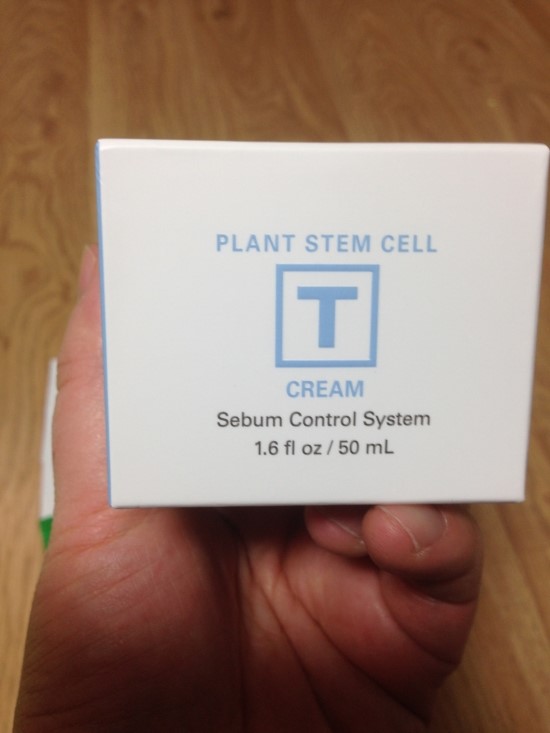 PLANT STEM CELL
T
CREAM
Sebum Control System
1.6 fl oz / 50 mL